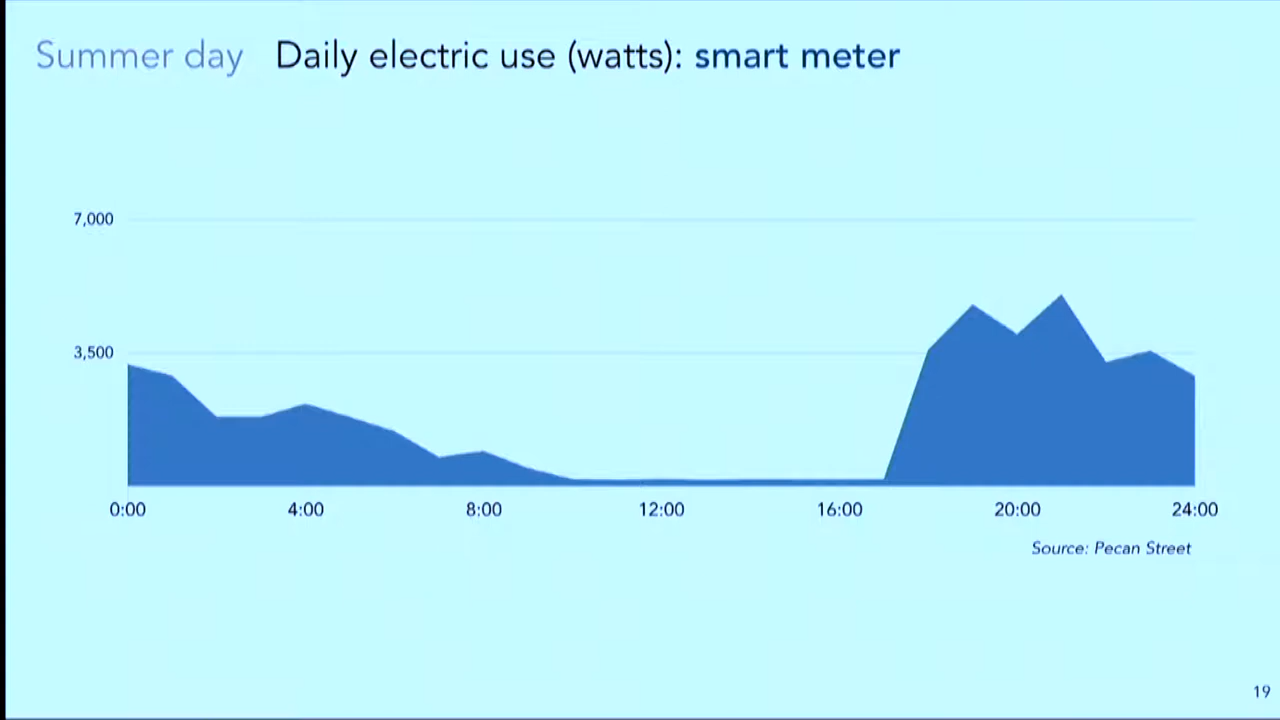 Summer day Daily electric use (watts): smart meter
7,000
3,500
0:00 4:00 8:00 12:00 16:00 20:00 24:00
Source: Pecan Street
19